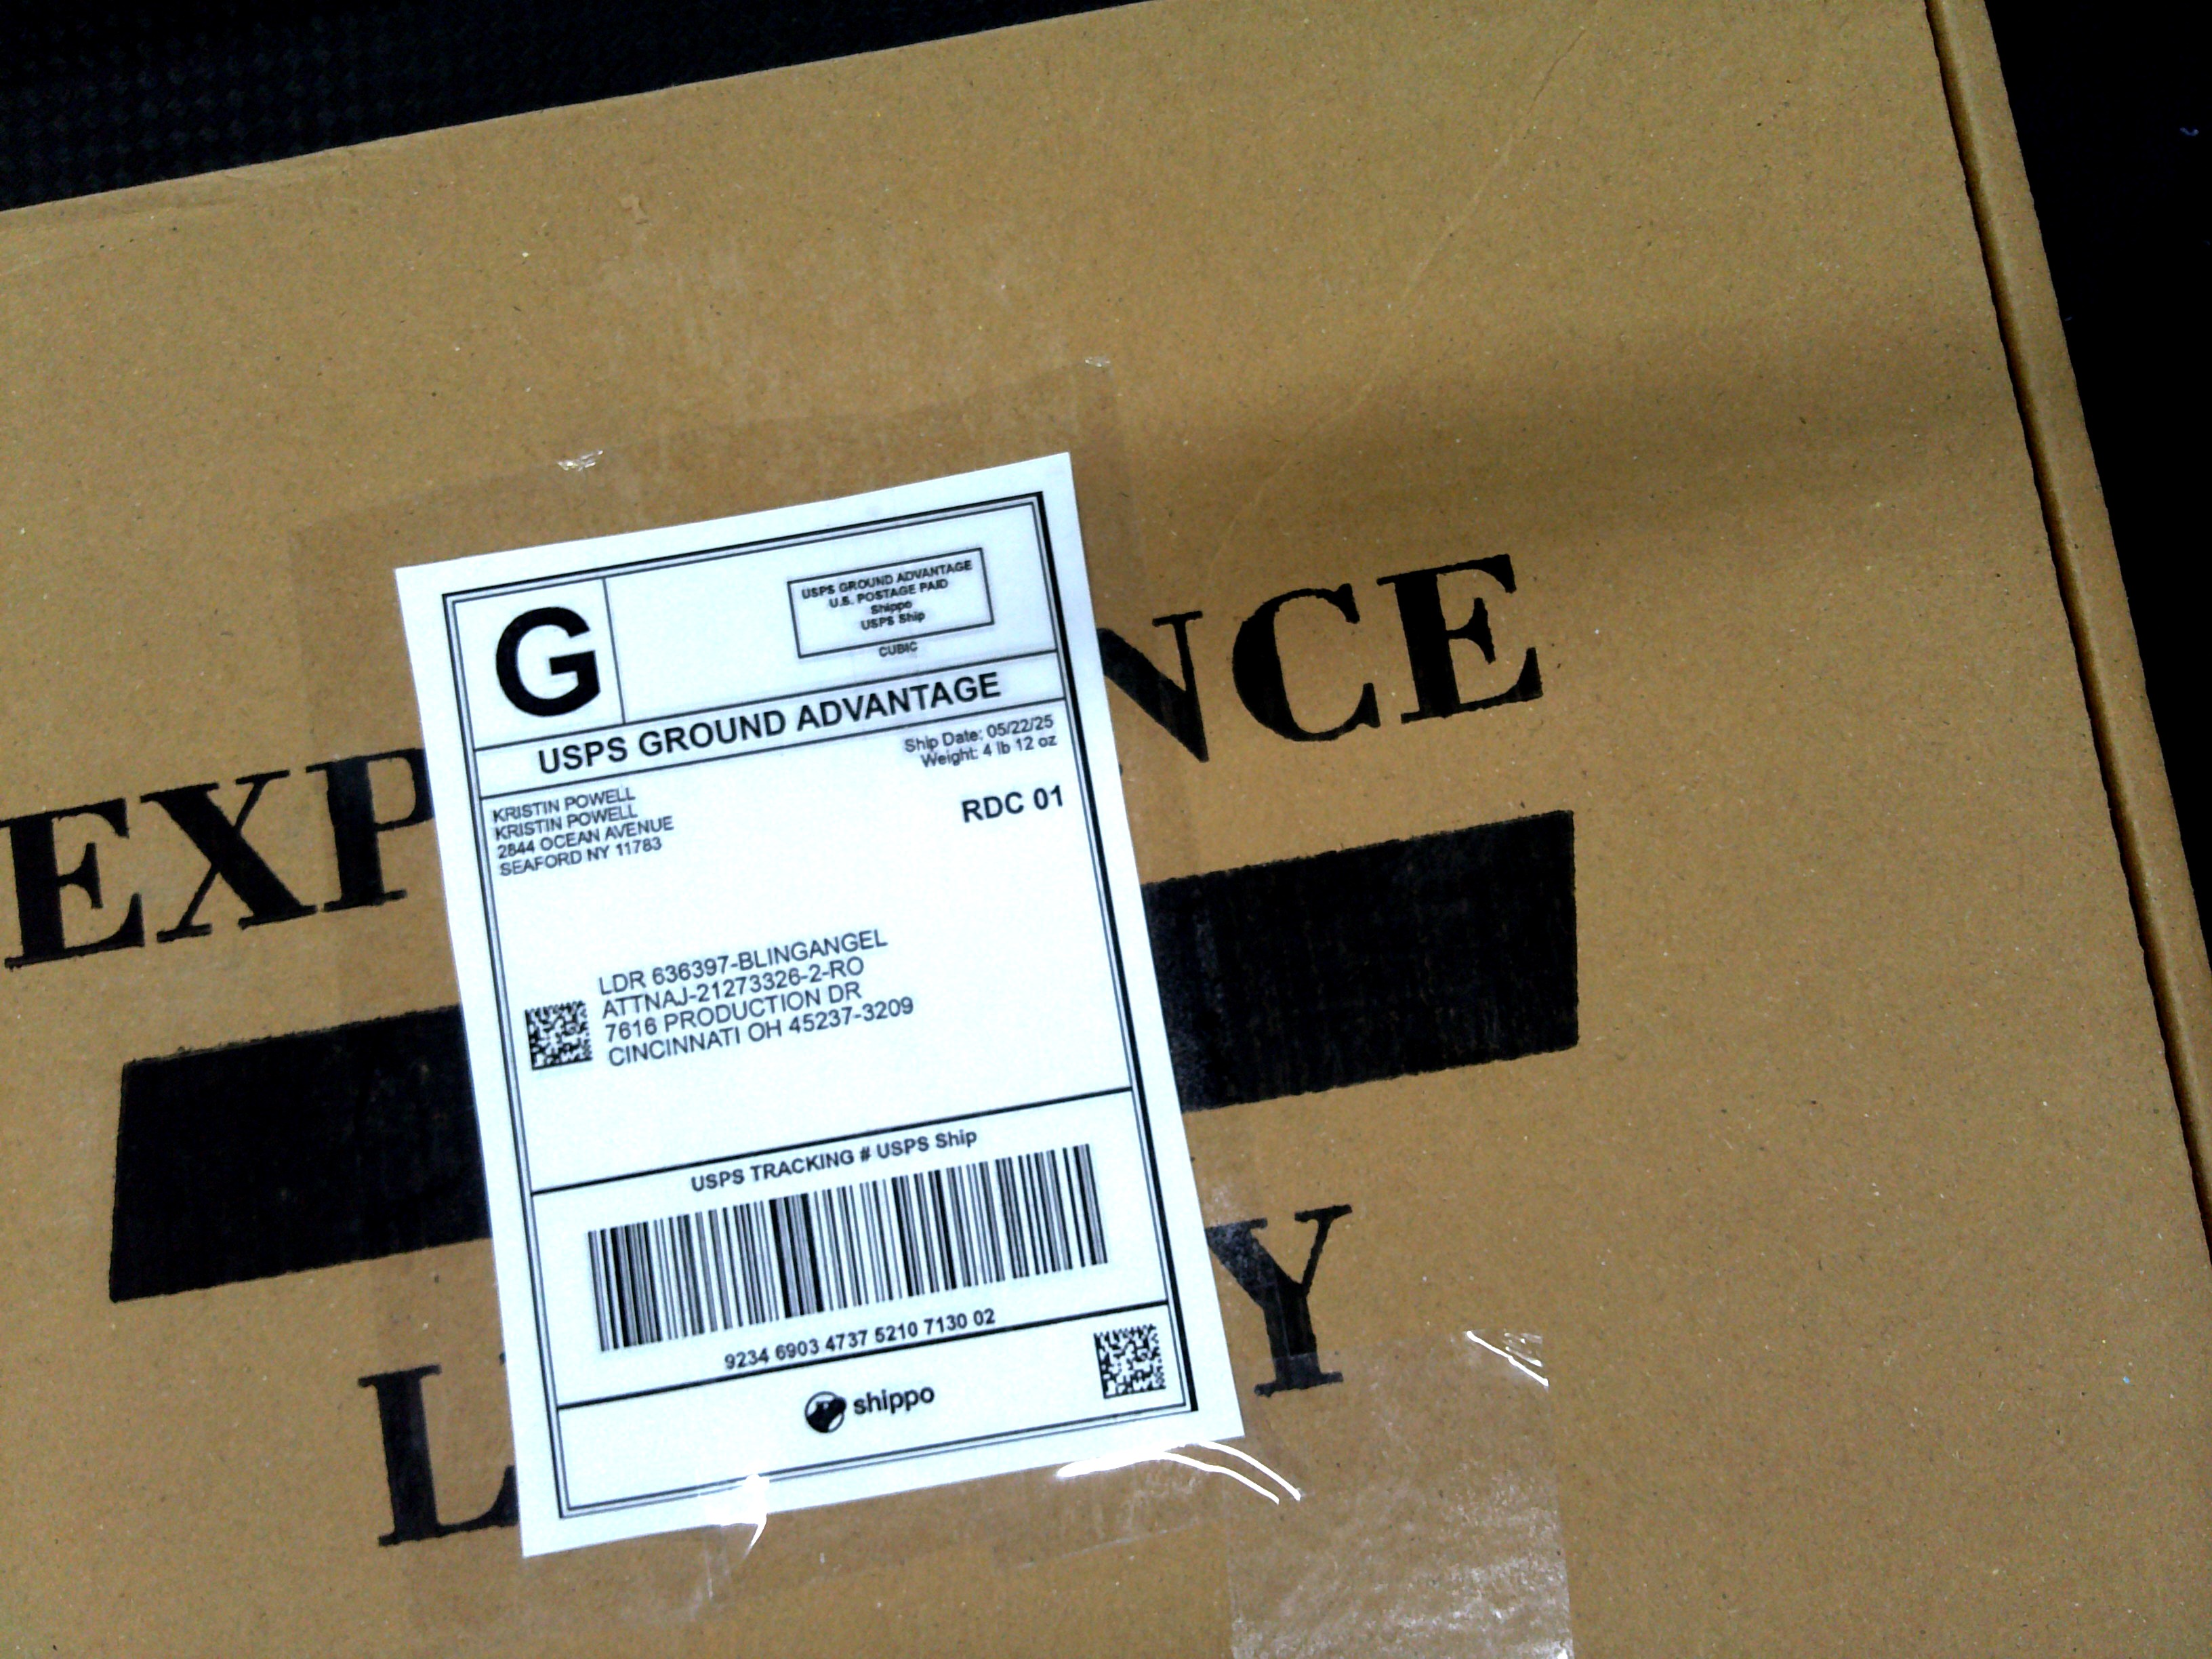 G
USPS GROUND ADVANTAGE
U.S. POSTAGE PAID
Shippo
USPS Ship
CUBIC
USPS GROUND ADVANTAGE
Ship Date: 05/22/25
Weight: 4 lb 12 oz
RDC 01
KRISTIN POWELL
KRISTIN POWELL
2844 OCEAN AVENUE
SEAFORD NY 11783
LDR 636397-BLINGANGEL
ATTNAJ-21273326-2-RO
7616 PRODUCTION DR
CINCINNATI OH 45237-3209
USPS TRACKING # USPS Ship
9234 6903 4737 5210 7130 02
shippo
EXP NCE
L Y